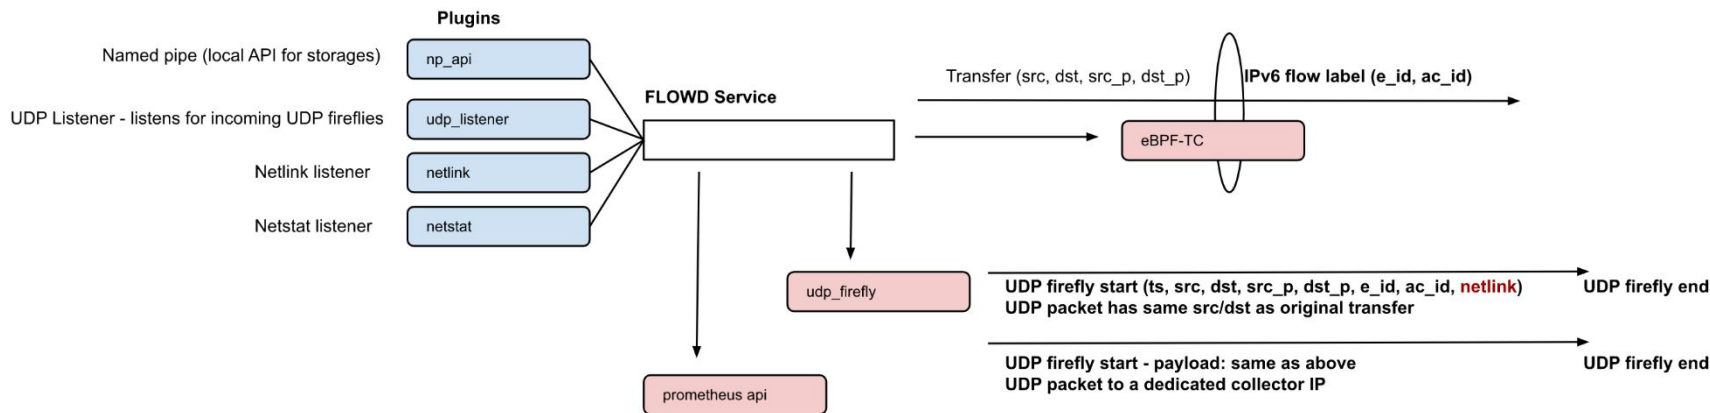 Plugins
Named pipe (local API for storages)
np_api
UDP Listener - listens for incoming UDP fireflies
udp_listener
Netlink listener
netlink
Netstat listener
netstat
FLOWD Service
Transfer (src, dst, src_p, dst_p)
IPv6 flow label (e_id, ac_id)
eBPF-TC
udp_firefly
UDP firefly start (ts, src, dst, src_p, dst_p, e_id, ac_id, netlink)
UDP packet has same src/dst as original transfer
UDP firefly end
UDP firefly start - payload: same as above
UDP packet to a dedicated collector IP
UDP firefly end
prometheus api